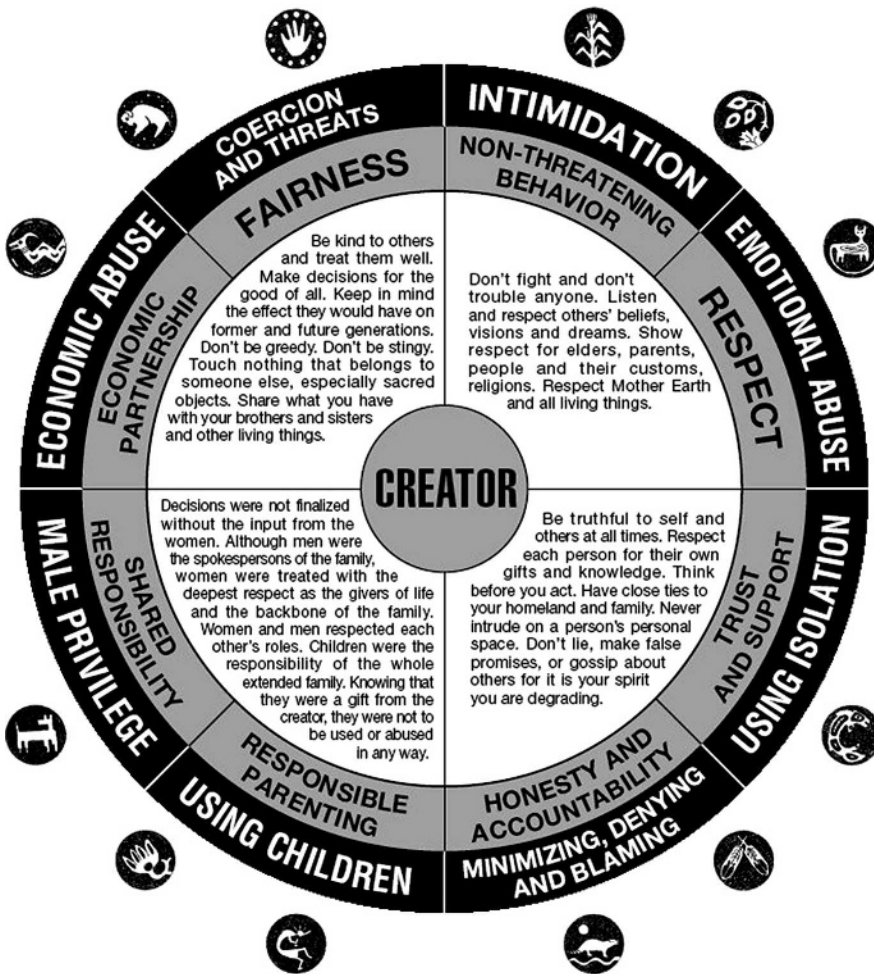 COERCION
AND THREATS
FAIRNESS
INTIMIDATION
NON-THREATENING
BEHAVIOR
EMOTIONAL ABUSE
RESPECT
ECONOMIC ABUSE
ECONOMIC
PARTNERSHIP
Be kind to others
and treat them well.
Make decisions for the
good of all. Keep in mind
the effect they would have on
former and future generations.
Don't be greedy. Don't be stingy.
Touch nothing that belongs to
someone else, especially sacred
objects. Share what you have
with your brothers and sisters
and other living things.
Don't fight and don't
trouble anyone. Listen
and respect others' beliefs,
visions and dreams. Show
respect for elders, parents,
people and their customs,
religions. Respect Mother Earth
and all living things.
CREATOR
Decisions were not finalized
without the input from the
women. Although men were
the spokespersons of the family,
women were treated with the
deepest respect as the givers of life
and the backbone of the family.
Women and men respected each
other's roles. Children were the
responsibility of the whole
extended family. Knowing that
they were a gift from the
creator, they were not to
be used or abused
in any way.
Be truthful to self and
others at all times. Respect
each person for their own
gifts and knowledge. Think
before you act. Have close ties to
your homeland and family. Never
intrude on a person's personal
space. Don't lie, make false
promises, or gossip about
others for it is your spirit
you are degrading.
MALE PRIVILEGE
SHARED
RESPONSIBILITY
USING ISOLATION
TRUST
AND SUPPORT
RESPONSIBLE
PARENTING
USING CHILDREN
HONESTY AND
ACCOUNTABILITY
MINIMIZING, DENYING
AND BLAMING